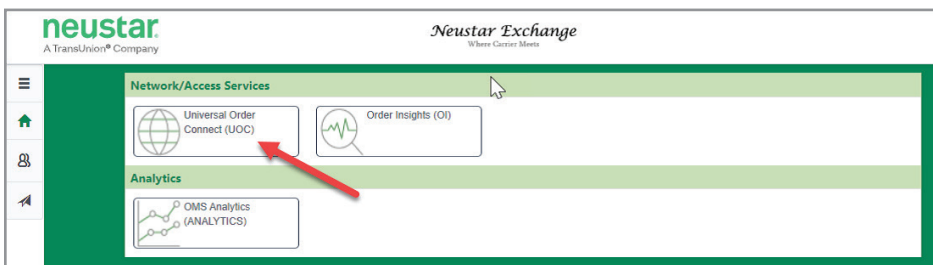 neustar
A TransUnion® Company
Neustar Exchange
Where Carrier Meets
Network/Access Services
Universal Order
Connect (UOC)
Order Insights (OI)
Analytics
OMS Analytics
(ANALYTICS)